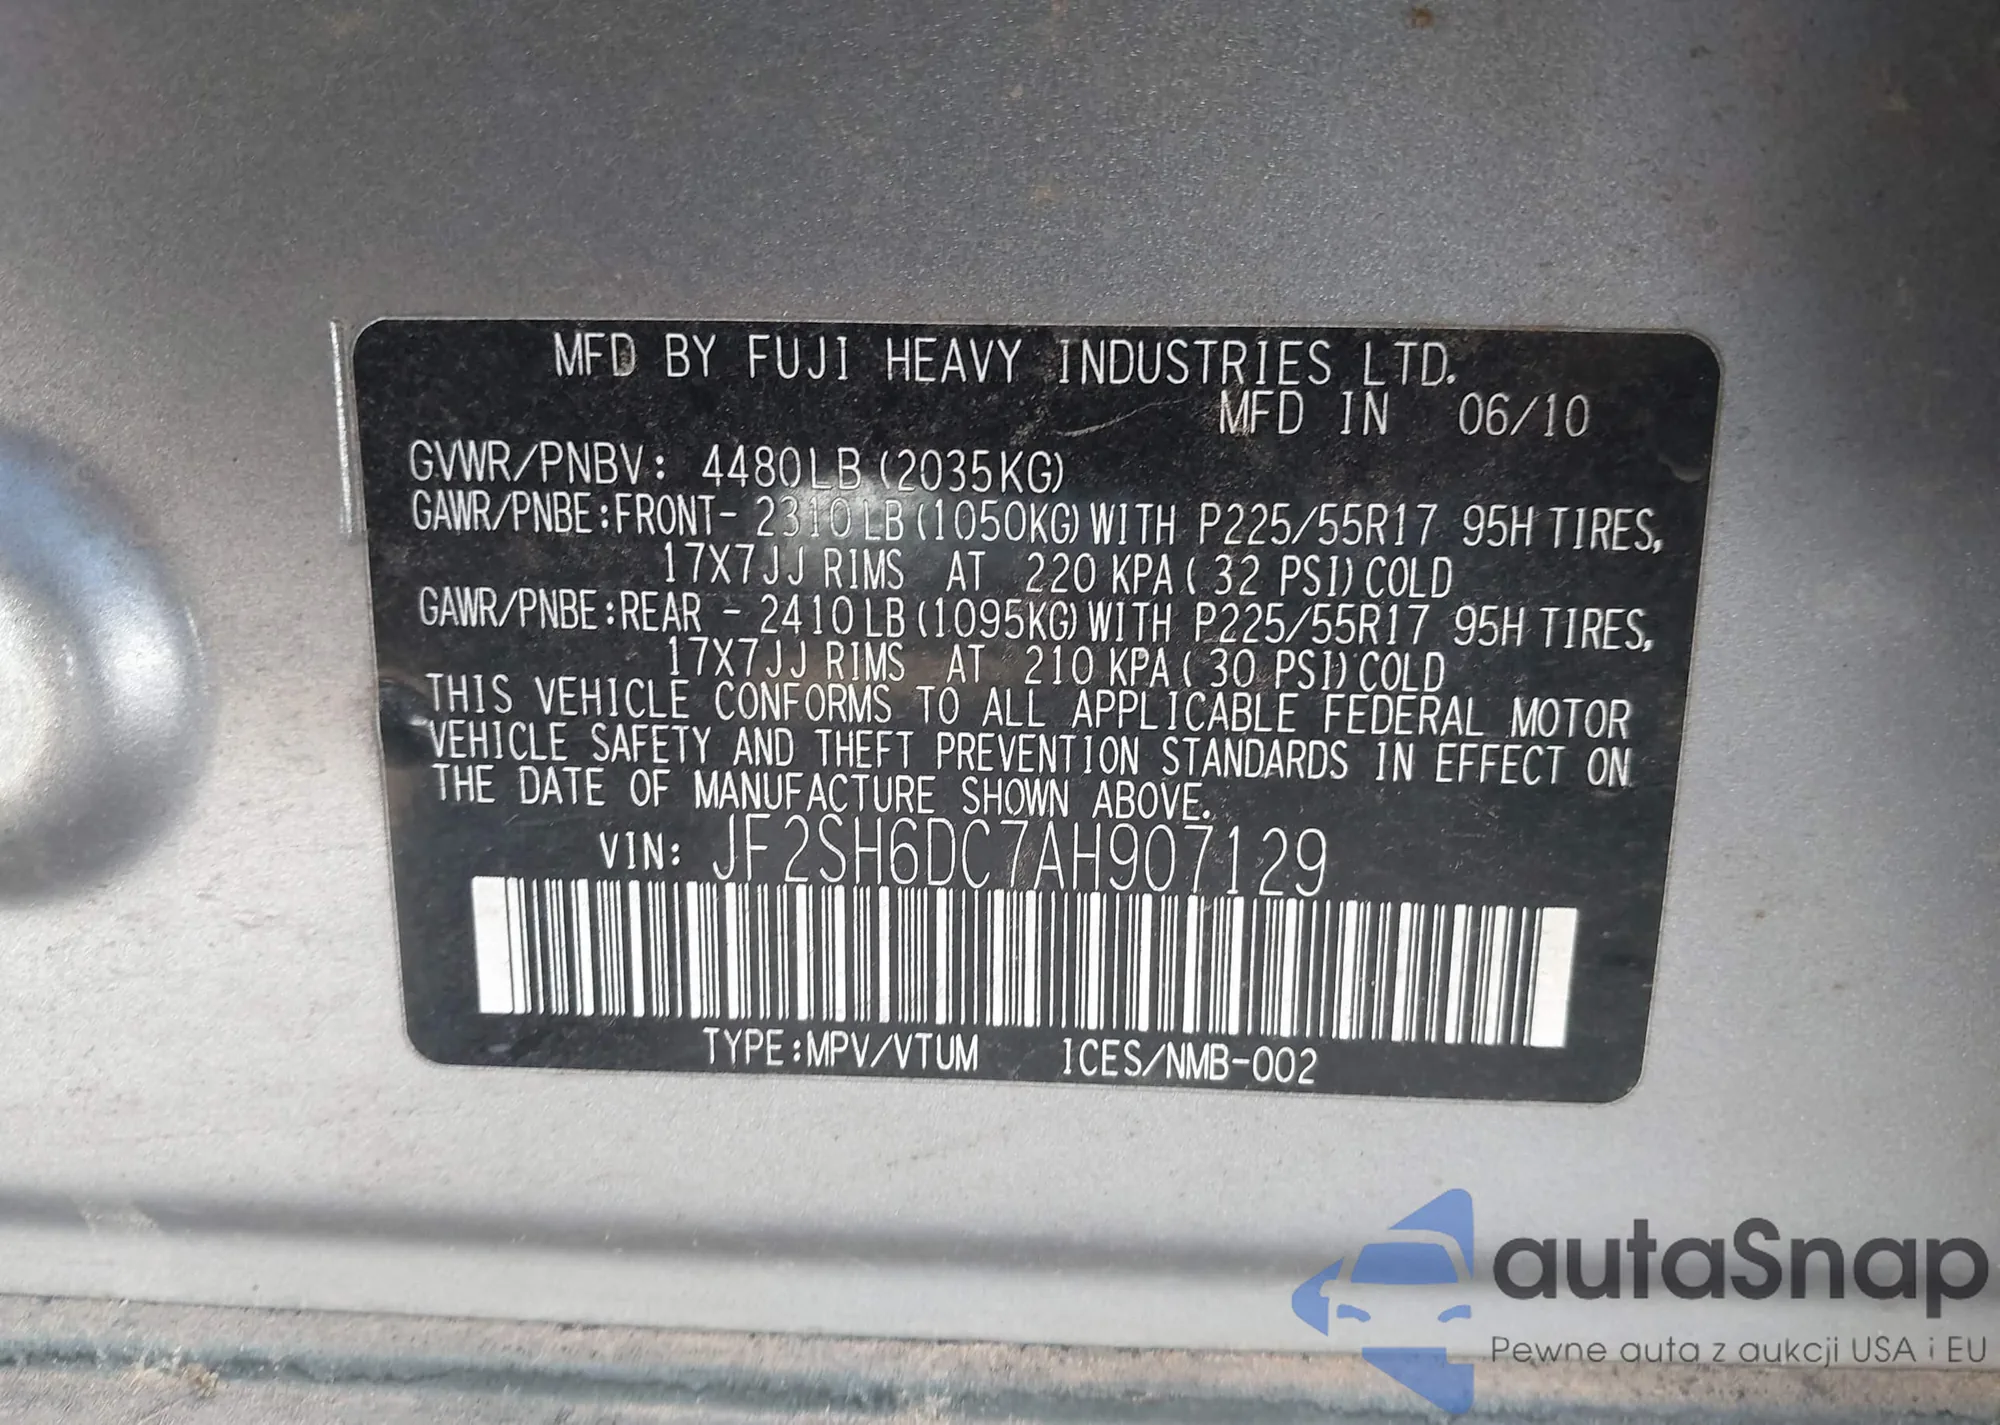 MFD BY FUJI HEAVY INDUSTRIES LTD.
MFD IN 06/10
GVWR/PNBV: 4480LB (2035KG)
GAWR/PNBE:FRONT- 2310LB(1050KG)WITH P225/55R17 95H TIRES,
17X7JJ RIMS AT 220 KPA( 32 PSI)COLD
GAWR/PNBE:REAR - 2410LB(1095KG)WITH P225/55R17 95H TIRES,
17X7JJ RIMS AT 210 KPA( 30 PSI)COLD
THIS VEHICLE CONFORMS TO ALL APPLICABLE FEDERAL MOTOR
VEHICLE SAFETY AND THEFT PREVENTION STANDARDS IN EFFECT ON
THE DATE OF MANUFACTURE SHOWN ABOVE.
VIN: JF2SH6DC7AH907129
TYPE:MPV/VTUM ICES/NMB-002
autaSnap
Pewne auta z aukcji USA i EU